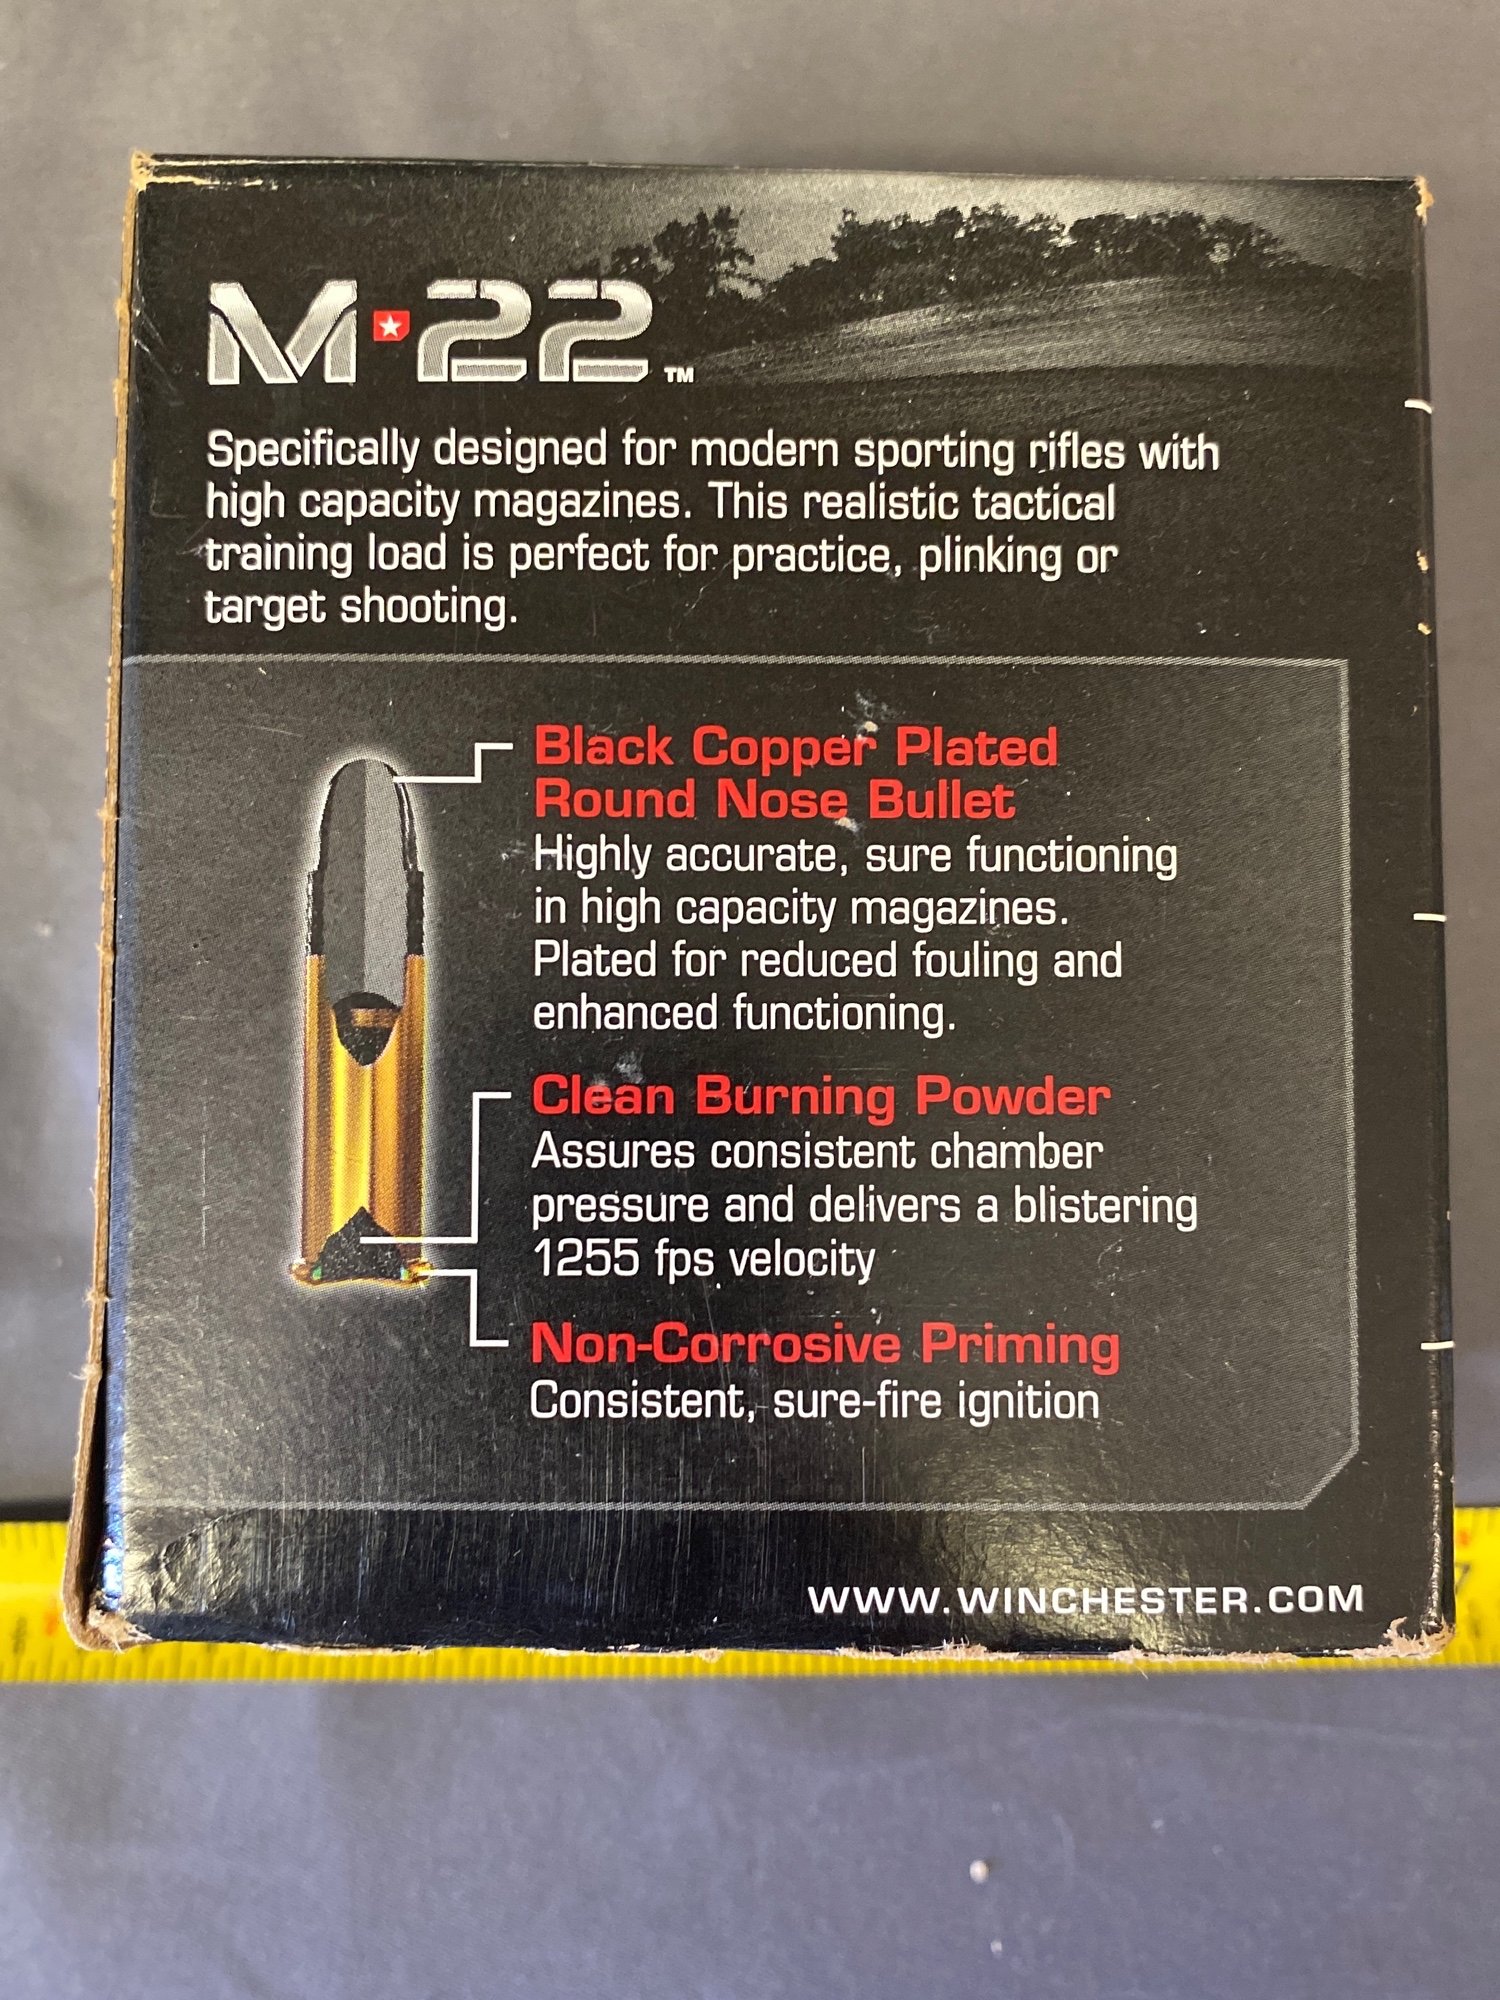 M★22™
Specifically designed for modern sporting rifles with
high capacity magazines. This realistic tactical
training load is perfect for practice, plinking or
target shooting.
Black Copper Plated
Round Nose Bullet
Highly accurate, sure functioning
in high capacity magazines.
Plated for reduced fouling and
enhanced functioning.
Clean Burning Powder
Assures consistent chamber
pressure and delivers a blistering
1255 fps velocity
Non-Corrosive Priming
Consistent, sure-fire ignition
WWW.WINCHESTER.COM